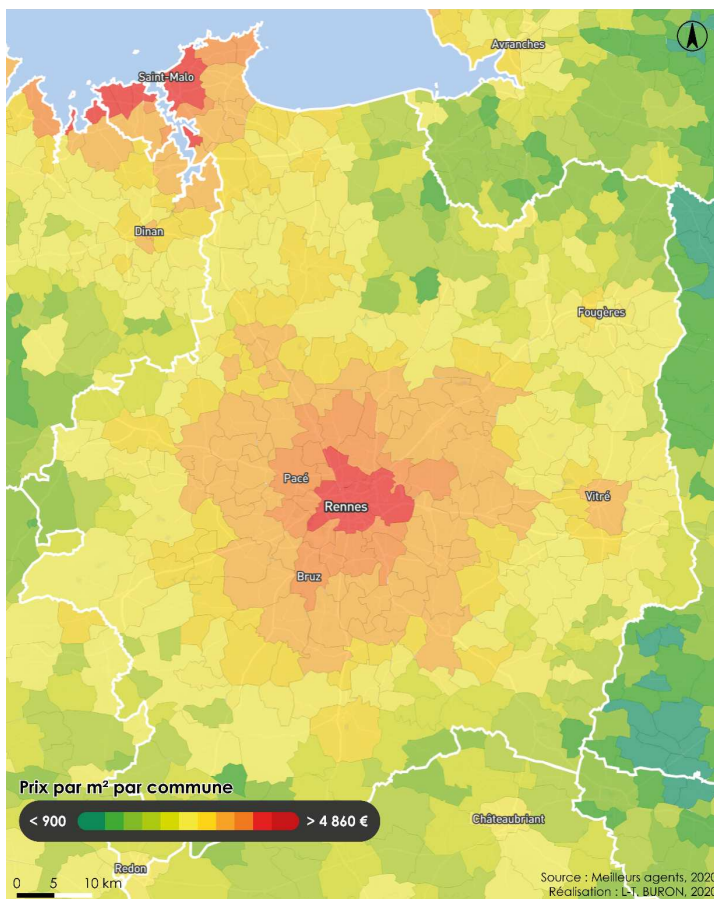 Avranches
Saint-Malo
Dinan
Fougères
Pacé
Rennes
Vitré
Bruz
Prix par m² par commune
< 900 > 4 860 €
Châteaubriant
Redon
0 5 10 km
Source : Meilleurs agents, 2020
Réalisation : L-T. BURON, 2020